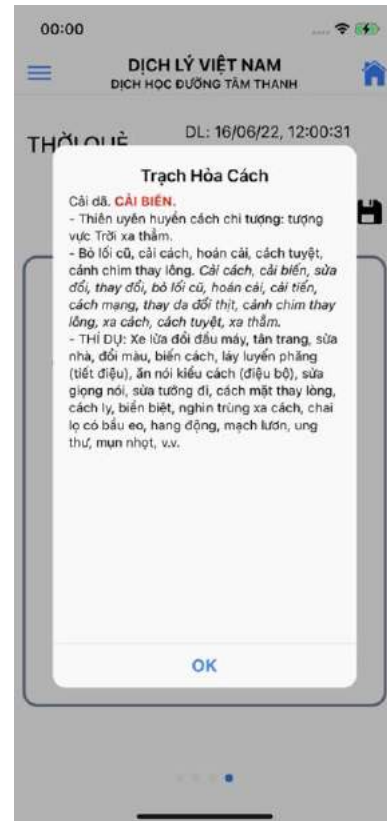 00:00
DỊCH LÝ VIỆT NAM
DỊCH HỌC ĐƯỜNG TÂM THANH
THỜI QUẺ
DL: 16/06/22, 12:00:31
Trạch Hỏa Cách
Cải dã. CẢI BIẾN.
- Thiên uyên huyền cách chi tượng: tượng
vực Trời xa thẳm.
- Bỏ lối cũ, cải cách, hoán cải, cách tuyệt,
cánh chim thay lông. Cải cách, cải biến, sửa
đổi, thay đổi, bỏ lối cũ, hoán cải, cải tiến,
cách mạng, thay da đổi thịt, cánh chim thay
lông, xa cách, cách tuyệt, xa thẳm.
- THÍ DỤ: Xe lửa đổi đầu máy, tân trang, sửa
nhà, đổi màu, biến cách, láy luyến phăng
(tiết điệu), ăn nói kiểu cách (điệu bộ), sửa
giọng nói, sửa tướng đi, cách mặt thay lòng,
cách ly, biền biệt, nghìn trùng xa cách, chai
lọ có bầu eo, hang động, mạch lươn, ung
thư, mụn nhọt, v.v.
OK